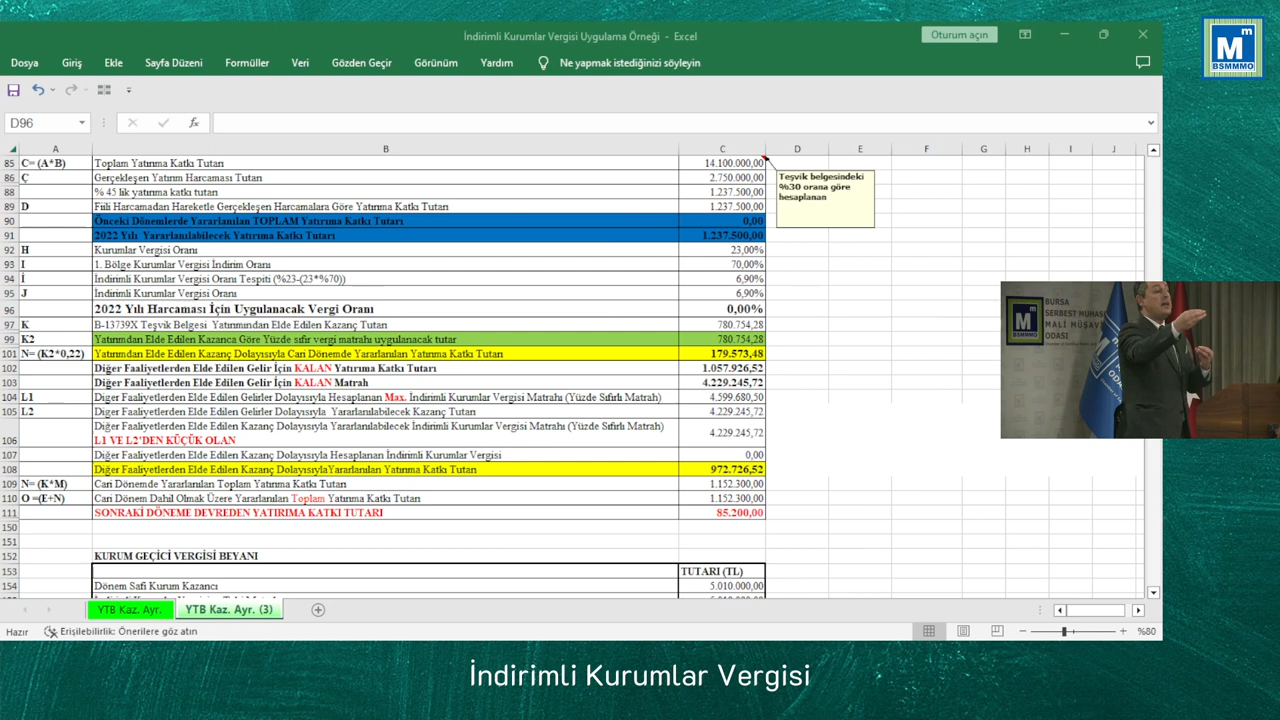 İndirimli Kurumlar Vergisi Uygulama Örneği - Excel
Oturum açın
Dosya Giriş Ekle Sayfa Düzeni Formüller Veri Gözden Geçir Görünüm Yardım Ne yapmak istediğinizi söyleyin
D96 fx
A B C D E F G H I J
85 C= (A*B) Toplam Yatırıma Katkı Tutarı 14.100.000,00
86 Ç Gerçekleşen Yatırım Harcaması Tutarı 2.750.000,00
88 % 45 lik yatırıma katkı tutarı 1.237.500,00
89 D Fiili Harcamadan Hareketle Gerçekleşen Harcamalara Göre Yatırıma Katkı Tutarı 1.237.500,00
90 Önceki Dönemlerde Yararlanılan TOPLAM Yatırıma Katkı Tutarı 0,00
91 2022 Yılı Yararlanılabilecek Yatırıma Katkı Tutarı 1.237.500,00
92 H Kurumlar Vergisi Oranı 23,00%
93 I 1. Bölge Kurumlar Vergisi İndirim Oranı 70,00%
94 İ İndirimli Kurumlar Vergisi Oranı Tespiti (%23-(23*%70)) 6,90%
95 J İndirimli Kurumlar Vergisi Oranı 6,90%
96 2022 Yılı Harcaması İçin Uygulanacak Vergi Oranı 0,00%
97 K B-13739X Teşvik Belgesi Yatırımından Elde Edilen Kazanç Tutarı 780.754,28
99 K2 Yatırımdan Elde Edilen Kazanca Göre Yüzde sıfır vergi matrahı uygulanacak tutar 780.754,28
101 N= (K2*0,22) Yatırımdan Elde Edilen Kazanç Dolayısıyla Cari Dönemde Yararlanılan Yatırıma Katkı Tutarı 179.573,48
102 Diğer Faaliyetlerden Elde Edilen Gelir İçin KALAN Yatırıma Katkı Tutarı 1.057.926,52
103 Diğer Faaliyetlerden Elde Edilen Gelir İçin KALAN Matrah 4.229.245,72
104 L1 Diğer Faaliyetlerden Elde Edilen Gelirler Dolayısıyla Hesaplanan Max. İndirimli Kurumlar Vergisi Matrahı (Yüzde Sıfırlı Matrah) 4.599.680,50
105 L2 Diğer Faaliyetlerden Elde Edilen Gelirler Dolayısıyla Yararlanılabilecek Kazanç Tutarı 4.229.245,72
106 Diğer Faaliyetlerden Elde Edilen Kazanç Dolayısıyla Yararlanılabilecek İndirimli Kurumlar Vergisi Matrahı (Yüzde Sıfırlı Matrah) 4.229.245,72
L1 VE L2'DEN KÜÇÜK OLAN
107 Diğer Faaliyetlerden Elde Edilen Kazanç Dolayısıyla Hesaplanan İndirimli Kurumlar Vergisi 0,00
108 Diğer Faaliyetlerden Elde Edilen Kazanç DolayısıylaYararlanılan Yatırıma Katkı Tutarı 972.726,52
109 N= (K*M) Cari Dönemde Yararlanılan Toplam Yatırıma Katkı Tutarı 1.152.300,00
110 O =(E+N) Cari Dönem Dahil Olmak Üzere Yararlanılan Toplam Yatırıma Katkı Tutarı 1.152.300,00
111 SONRAKİ DÖNEME DEVREDEN YATIRIMA KATKI TUTARI 85.200,00
150
151
152 KURUM GEÇİCİ VERGİSİ BEYANI
153 TUTARI (TL)
154 Dönem Safi Kurum Kazancı 5.010.000,00
Teşvik belgesindeki
%30 orana göre
hesaplanan
YTB Kaz. Ayr. YTB Kaz. Ayr. (3)
Hazır Erişilebilirlik: Önerilere göz atın %80
Mm
BSMMMO
BURSA
SERBEST MUHASE
MALİ MÜŞAV
ODASI
İndirimli Kurumlar Vergisi